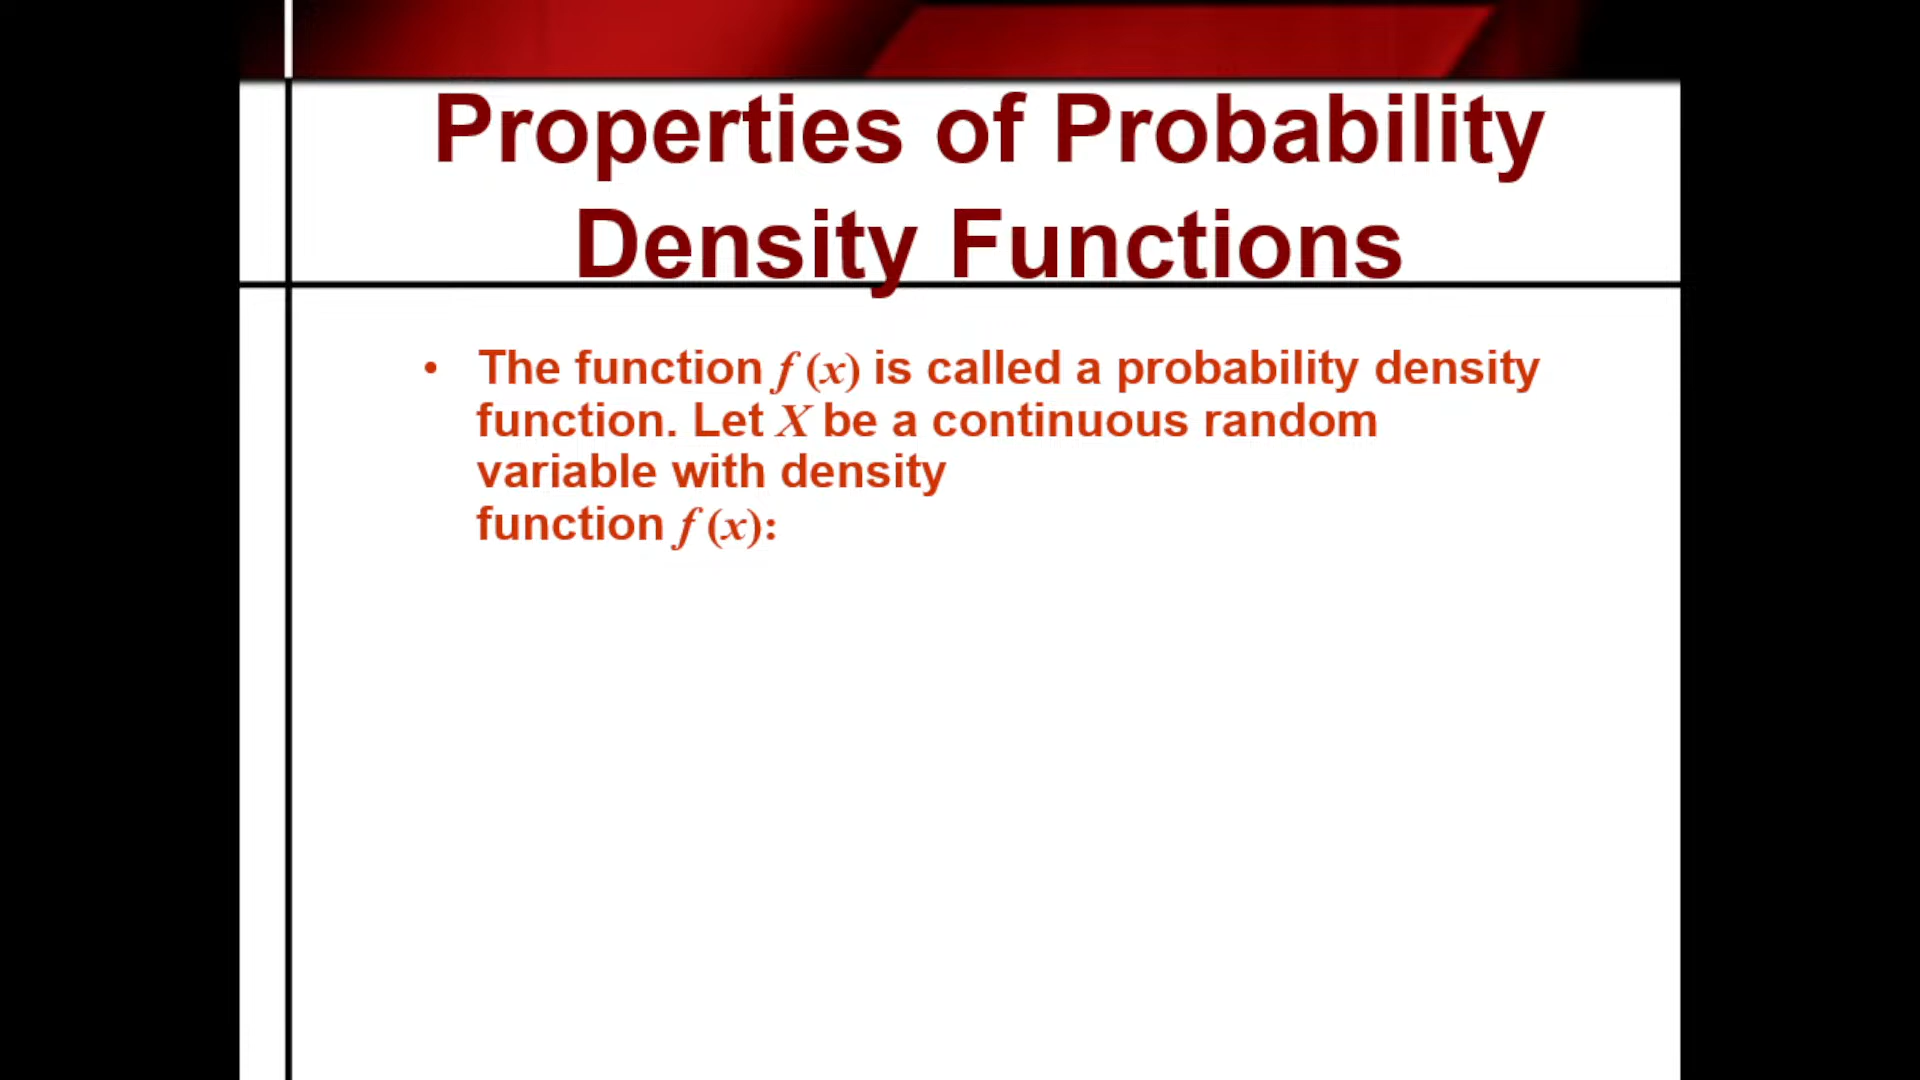 Properties of Probability
Density Functions
• The function f (x) is called a probability density
function. Let X be a continuous random
variable with density
function f (x):